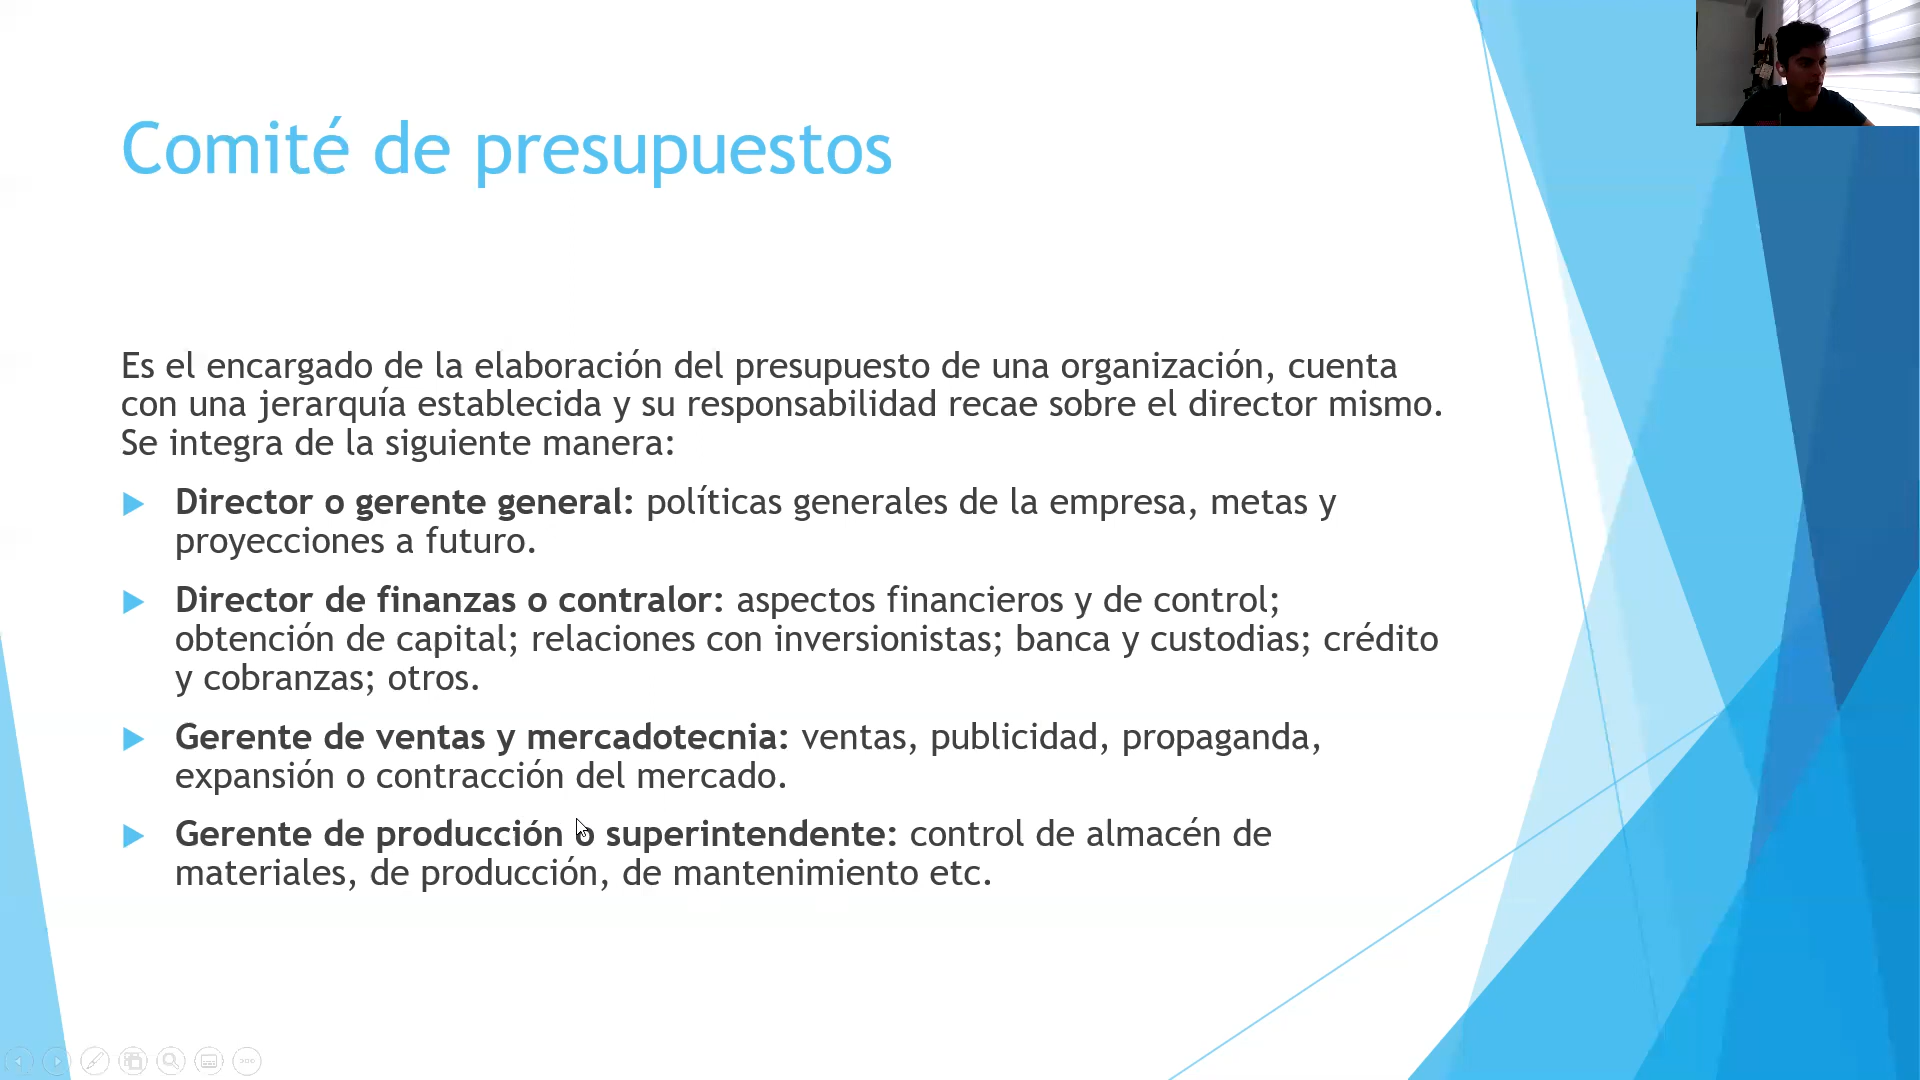 Comité de presupuestos
Es el encargado de la elaboración del presupuesto de una organización, cuenta
con una jerarquía establecida y su responsabilidad recae sobre el director mismo.
Se integra de la siguiente manera:
Director o gerente general: políticas generales de la empresa, metas y
proyecciones a futuro.
Director de finanzas o contralor: aspectos financieros y de control;
obtención de capital; relaciones con inversionistas; banca y custodias; crédito
y cobranzas; otros.
Gerente de ventas y mercadotecnia: ventas, publicidad, propaganda,
expansión o contracción del mercado.
Gerente de producción o superintendente: control de almacén de
materiales, de producción, de mantenimiento etc.